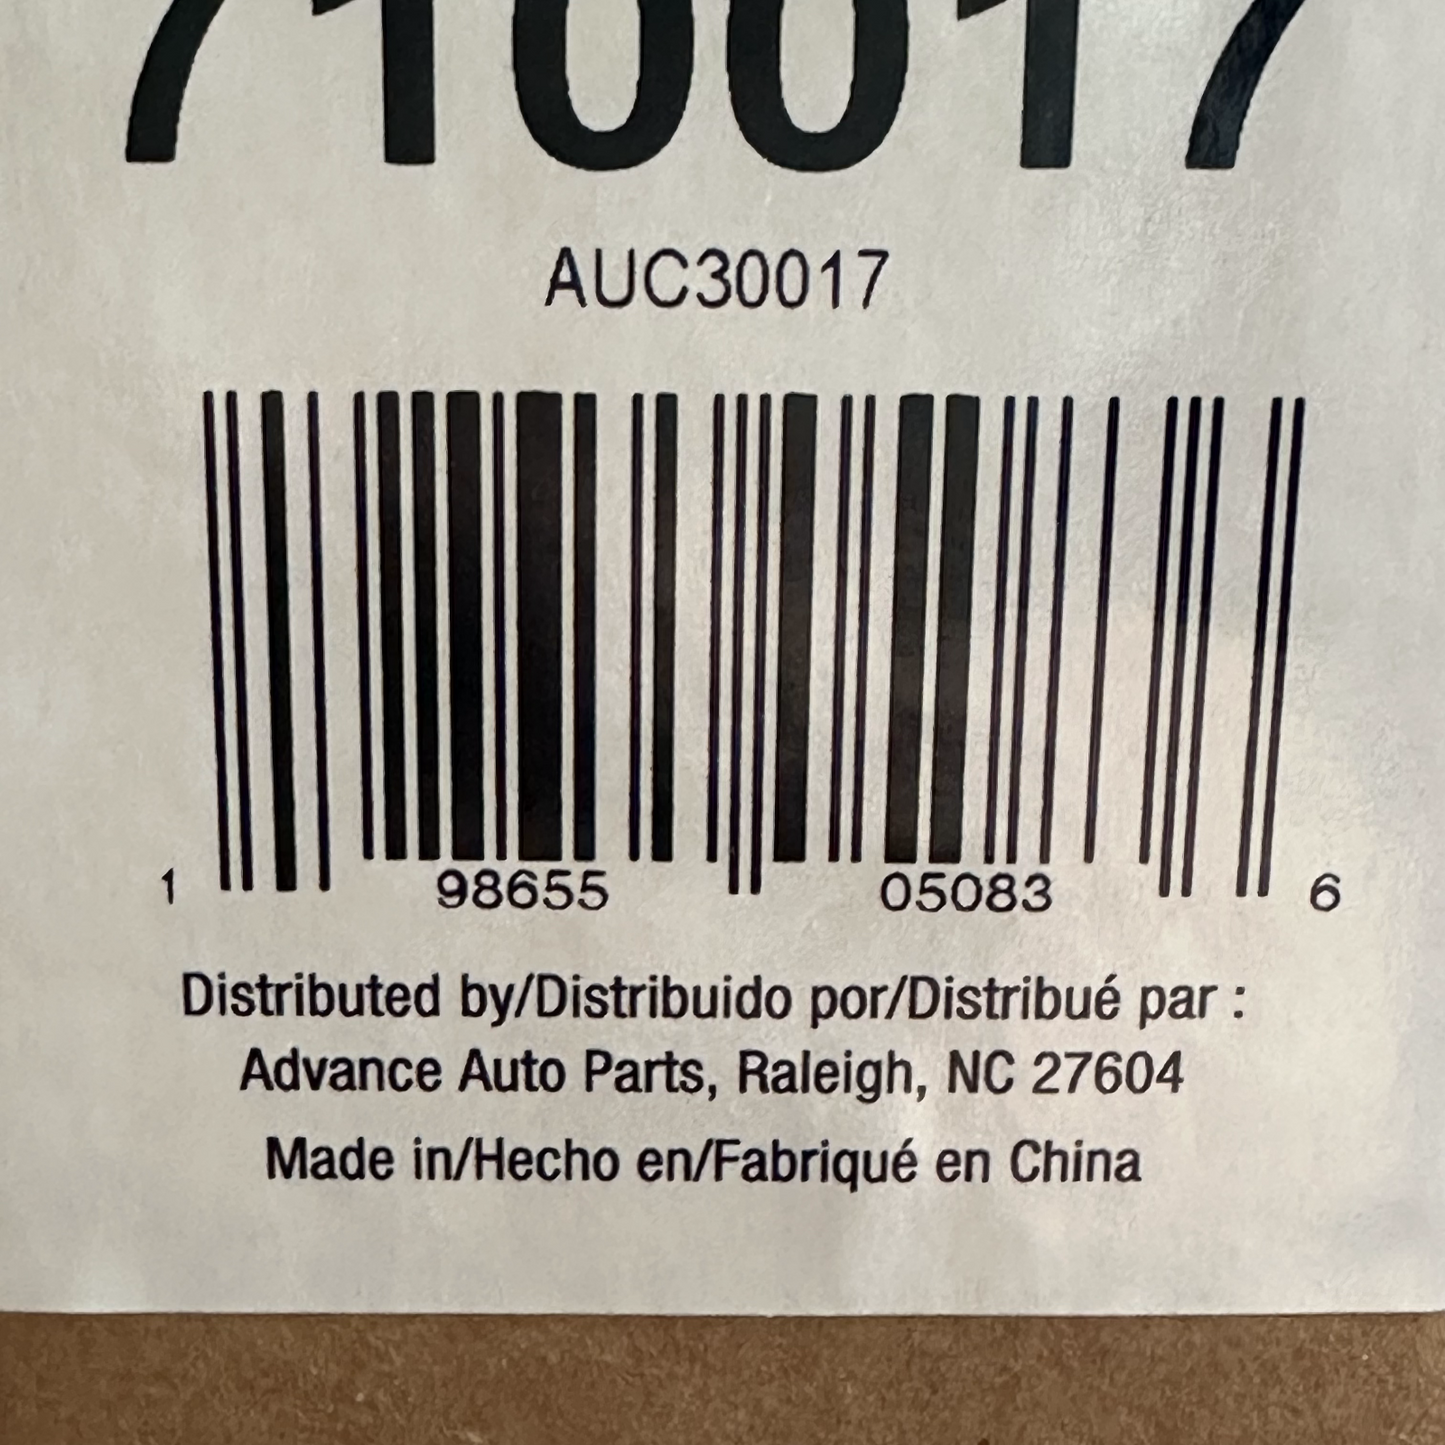 710017
AUC30017
1 98655 05083 6
Distributed by/Distribuido por/Distribué par :
Advance Auto Parts, Raleigh, NC 27604
Made in/Hecho en/Fabriqué en China